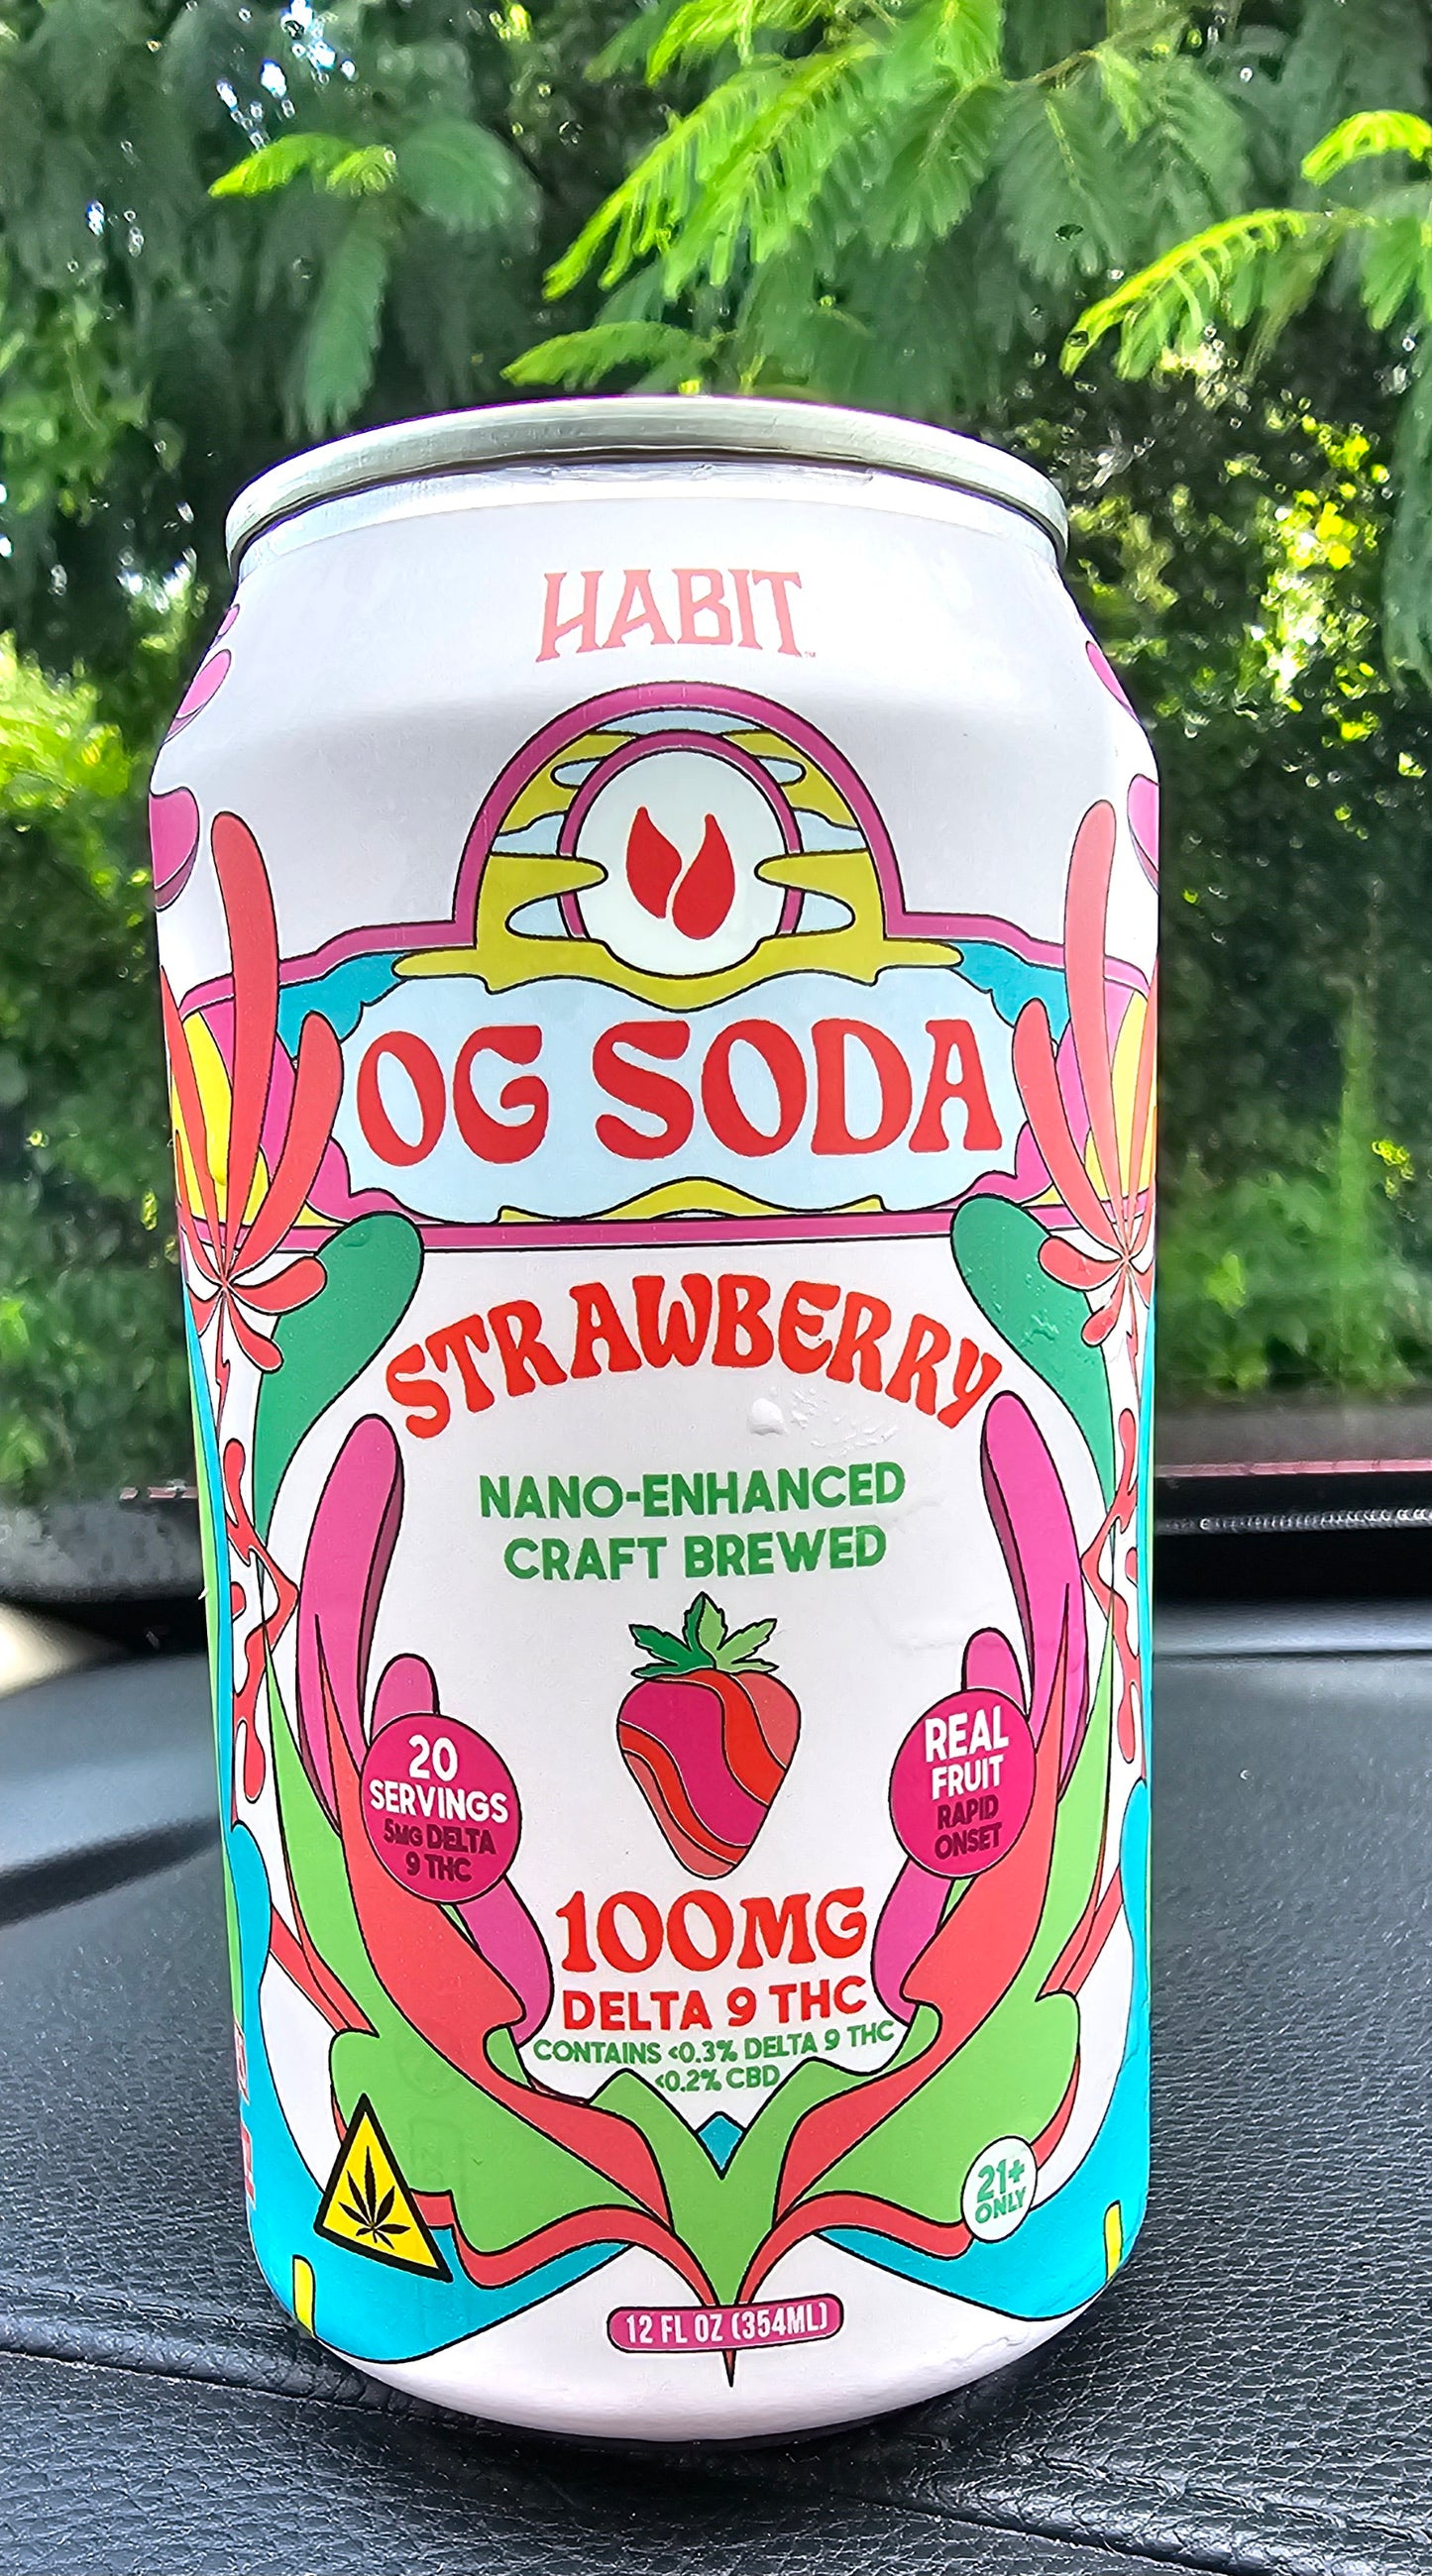 HABIT
OG SODA
STRAWBERRY
NANO-ENHANCED
CRAFT BREWED
20
SERVINGS
5MG DELTA
9 THC
REAL
FRUIT
RAPID
ONSET
100MG
DELTA 9 THC
CONTAINS <0.3% DELTA 9 THC
<0.2% CBD
21+
ONLY
12 FL OZ (354ML)